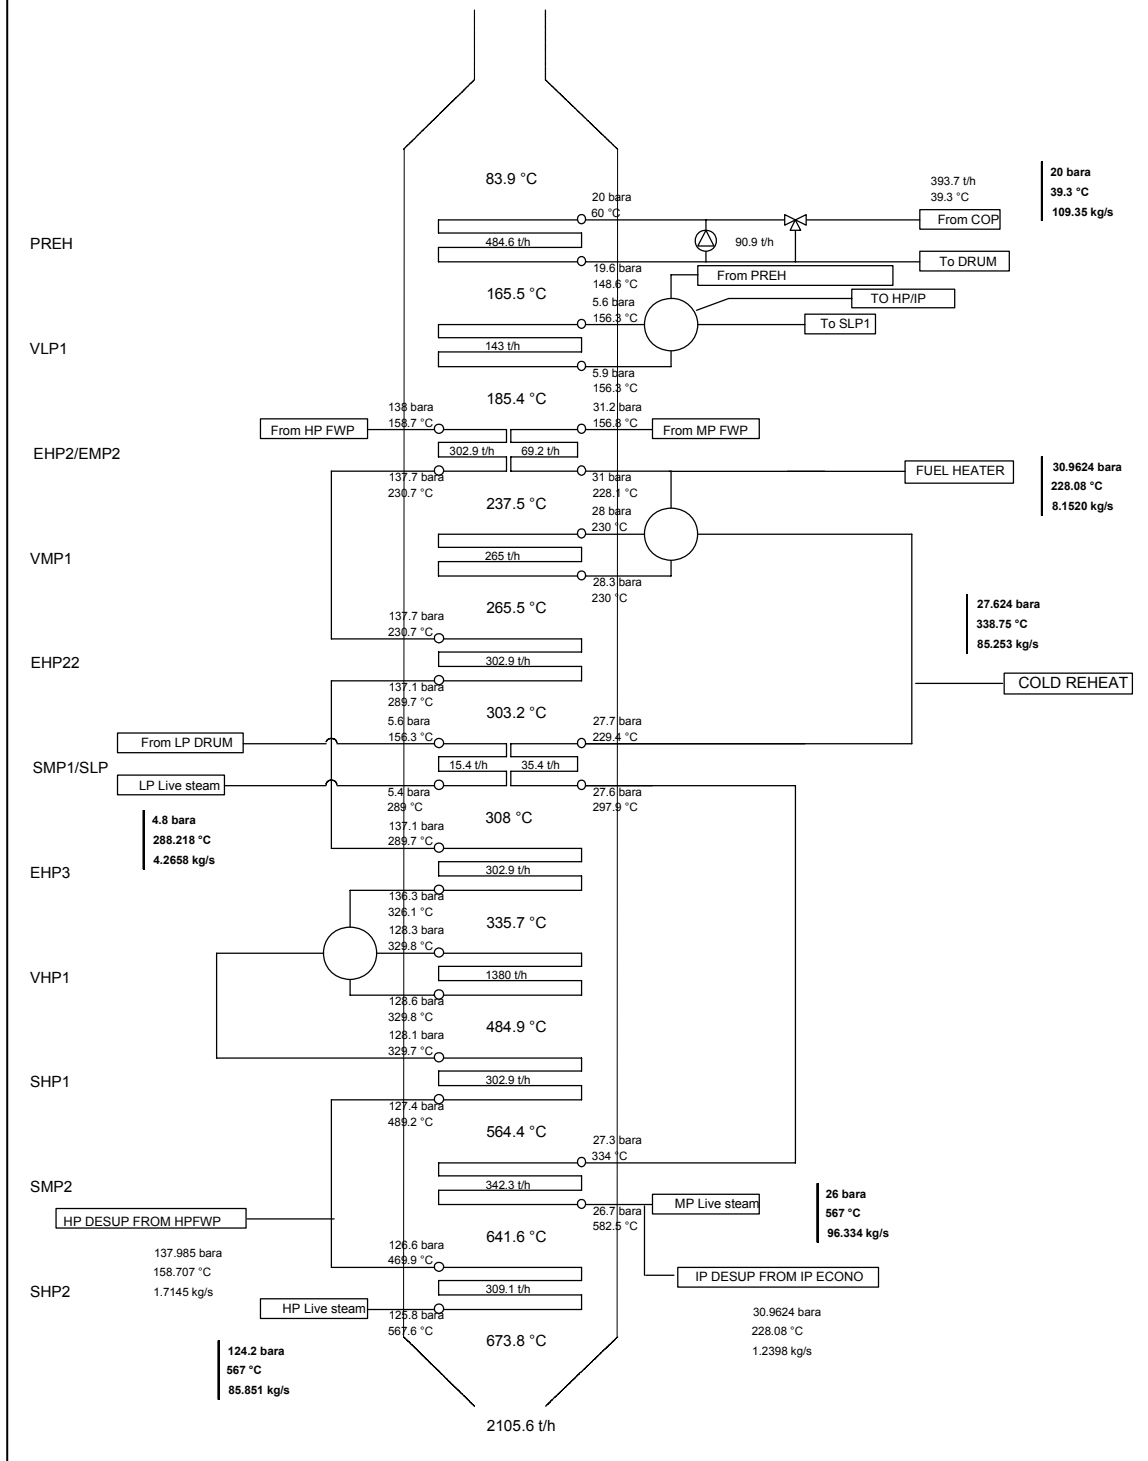 83.9 °C
20 bara
60 °C
393.7 t/h
39.3 °C
From COP
20 bara
39.3 °C
109.35 kg/s
PREH
484.6 t/h
90.9 t/h
To DRUM
19.6 bara
148.6 °C
From PREH
165.5 °C
5.6 bara
156.3 °C
TO HP/IP
To SLP1
VLP1
143 t/h
5.9 bara
156.3 °C
185.4 °C
138 bara
158.7 °C
31.2 bara
156.8 °C
From HP FWP
From MP FWP
EHP2/EMP2
302.9 t/h
69.2 t/h
FUEL HEATER
30.9624 bara
228.08 °C
8.1520 kg/s
137.7 bara
230.7 °C
31 bara
228.1 °C
237.5 °C
28 bara
230 °C
VMP1
265 t/h
28.3 bara
230 °C
265.5 °C
137.7 bara
230.7 °C
27.624 bara
338.75 °C
85.253 kg/s
EHP22
302.9 t/h
COLD REHEAT
137.1 bara
289.7 °C
303.2 °C
5.6 bara
156.3 °C
27.7 bara
229.4 °C
From LP DRUM
SMP1/SLP
15.4 t/h
35.4 t/h
LP Live steam
5.4 bara
289 °C
27.6 bara
297.9 °C
308 °C
4.8 bara
288.218 °C
4.2658 kg/s
137.1 bara
289.7 °C
EHP3
302.9 t/h
136.3 bara
326.1 °C
335.7 °C
128.3 bara
329.8 °C
VHP1
1380 t/h
128.6 bara
329.8 °C
484.9 °C
128.1 bara
329.7 °C
SHP1
302.9 t/h
127.4 bara
489.2 °C
564.4 °C
27.3 bara
334 °C
SMP2
342.3 t/h
MP Live steam
26 bara
567 °C
96.334 kg/s
26.7 bara
582.5 °C
HP DESUP FROM HPFWP
137.985 bara
158.707 °C
1.7145 kg/s
641.6 °C
126.6 bara
469.9 °C
IP DESUP FROM IP ECONO
30.9624 bara
228.08 °C
1.2398 kg/s
SHP2
309.1 t/h
HP Live steam
125.8 bara
567.6 °C
673.8 °C
124.2 bara
567 °C
85.851 kg/s
2105.6 t/h